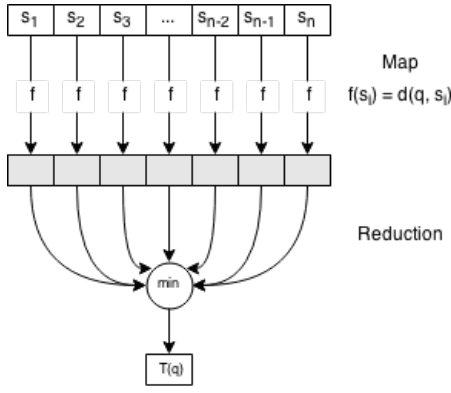 s1 s2 s3 ... sn-2 sn-1 sn
Map
f f f f f f f
f(si) = d(q, si)
Reduction
min
T(q)